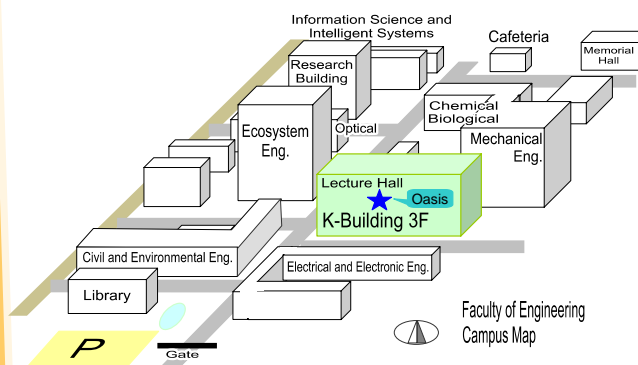 Information Science and
Intelligent Systems
Cafeteria
Memorial
Hall
Research
Building
Chemical
Biological
Optical
Ecosystem
Eng.
Mechanical
Eng.
Lecture Hall
Oasis
K-Building 3F
Civil and Environmental Eng.
Electrical and Electronic Eng.
Library
Faculty of Engineering
Campus Map
P
Gate